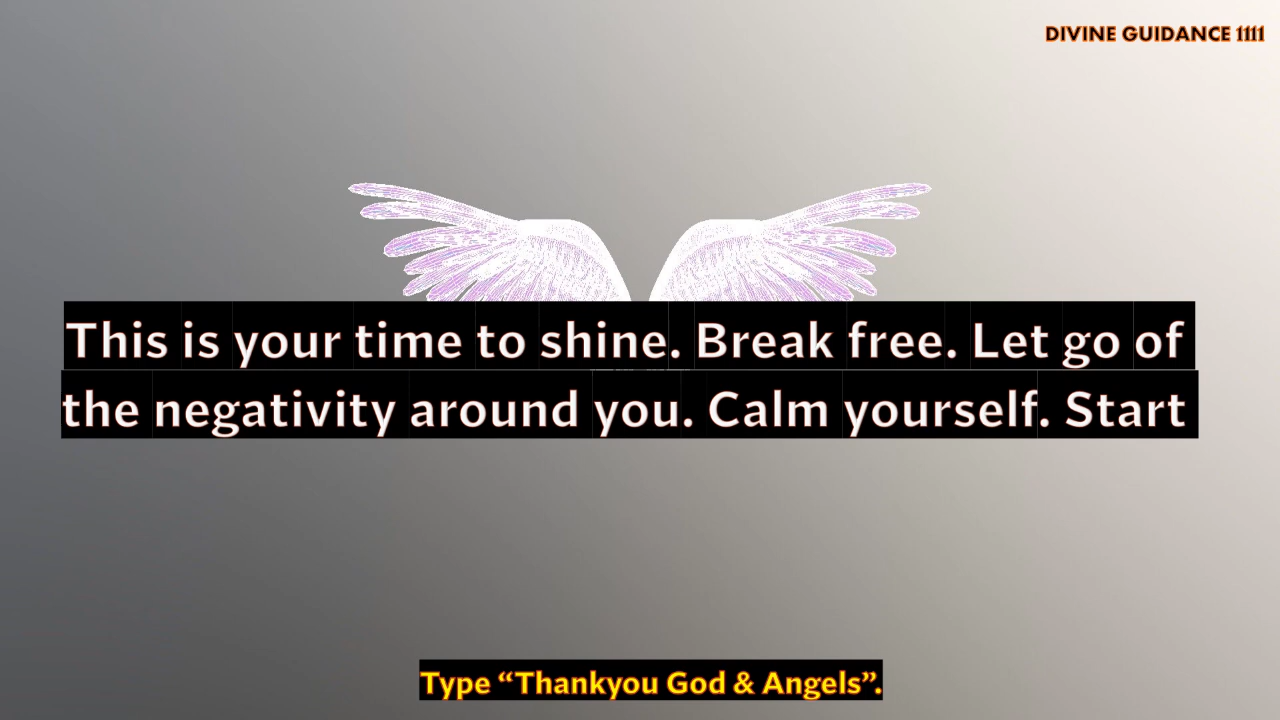 DIVINE GUIDANCE 1111
This is your time to shine. Break free. Let go of
the negativity around you. Calm yourself. Start
Type “Thankyou God & Angels”.